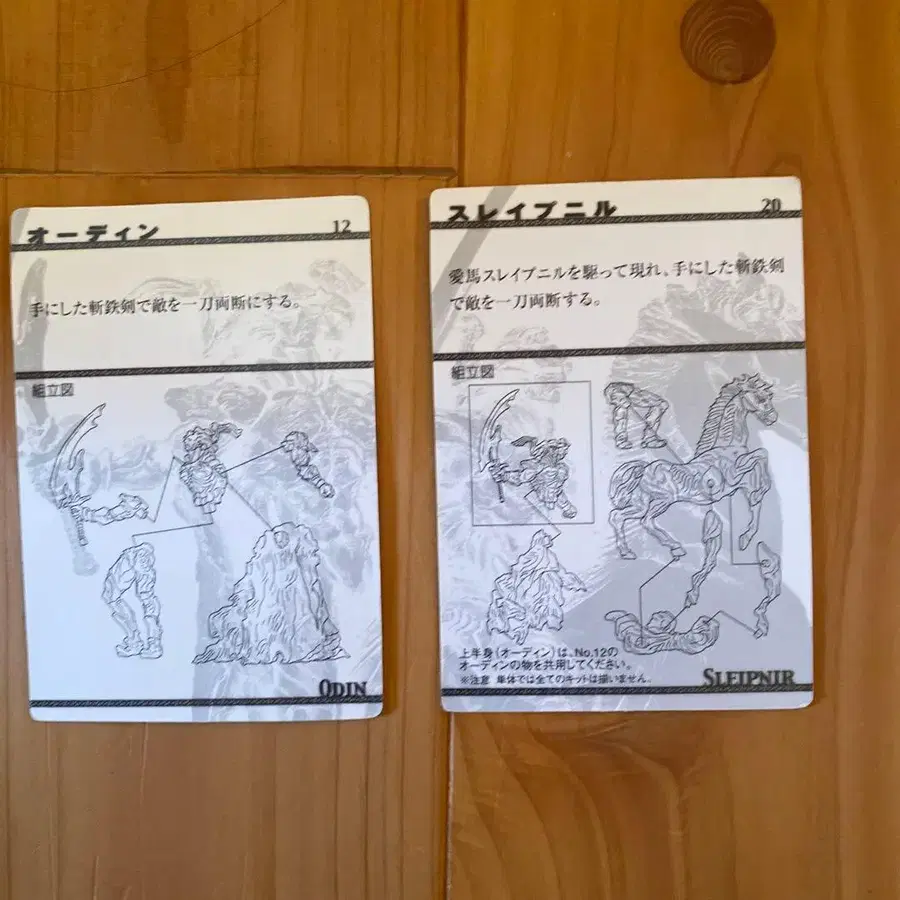 オーディン
12
手にした斬鉄剣で敵を一刀両断にする。
組立図
ODIN
スレイプニル
20
愛馬スレイプニルを駆って現れ、手にした斬鉄剣
で敵を一刀両断する。
組立図
上半身(オーディン)は、No.12の
オーディンの物を共用してください。
※注意 単体では全てのキットは揃いません。
SLEIPNIR